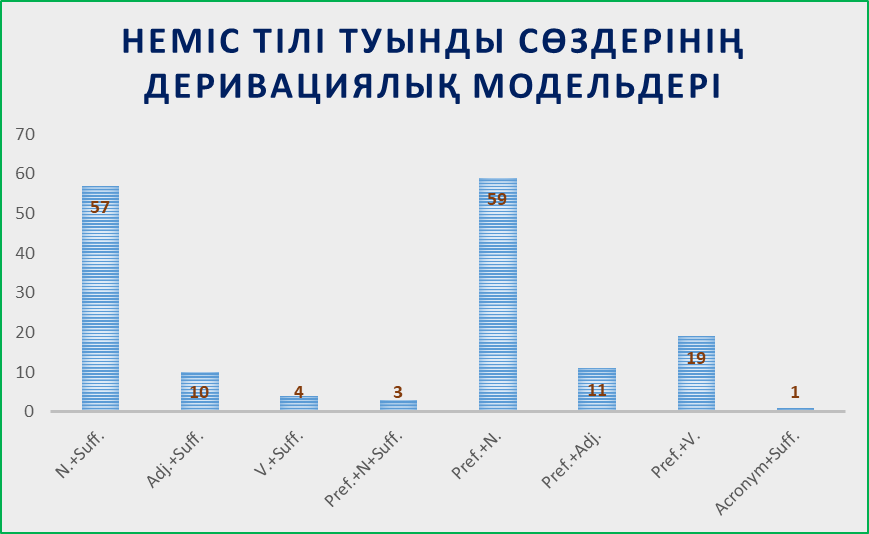 НЕМІС ТІЛІ ТУЫНДЫ СӨЗДЕРІНІҢ
ДЕРИВАЦИЯЛЫҚ МОДЕЛЬДЕРІ
70
60
50
40
30
20
10
0
57
10
4
3
59
11
19
1
N.+Suff.
Adj.+Suff.
V.+Suff.
Pref.+N+Suff.
Pref.+N.
Pref.+Adj.
Pref.+V.
Acronym+Suff.